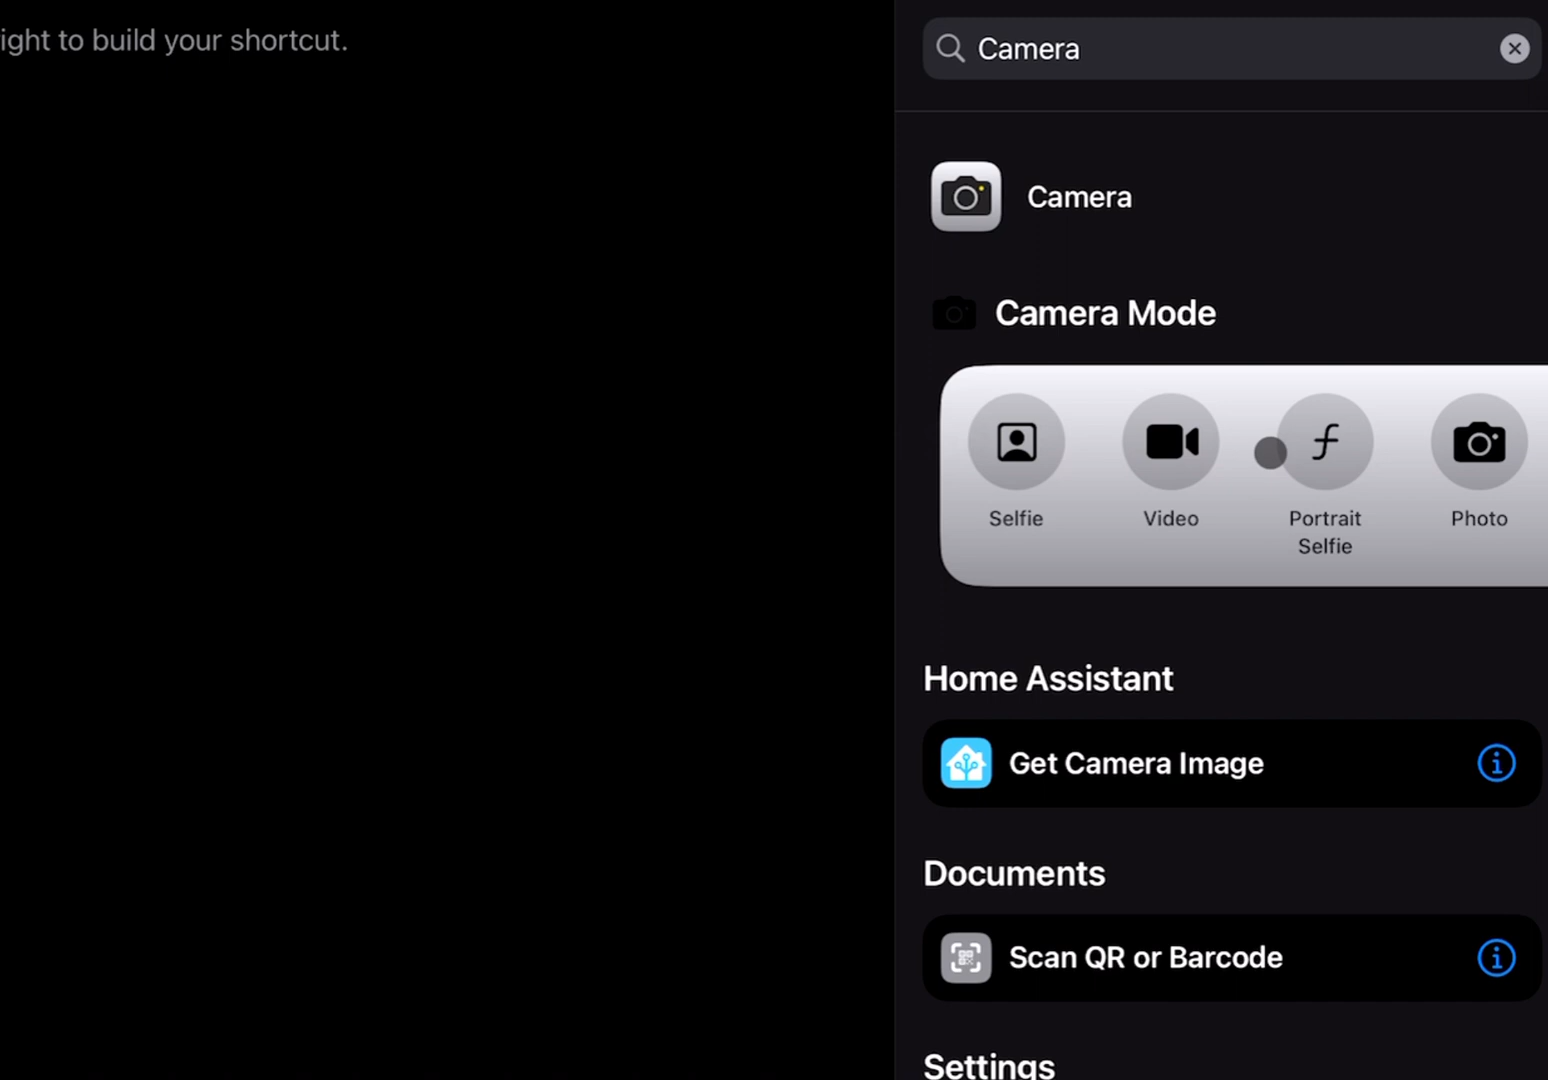 ight to build your shortcut.
Camera
Camera
Camera Mode
Selfie
Video
Portrait
Selfie
Photo
Home Assistant
Get Camera Image
Documents
Scan QR or Barcode
Settings